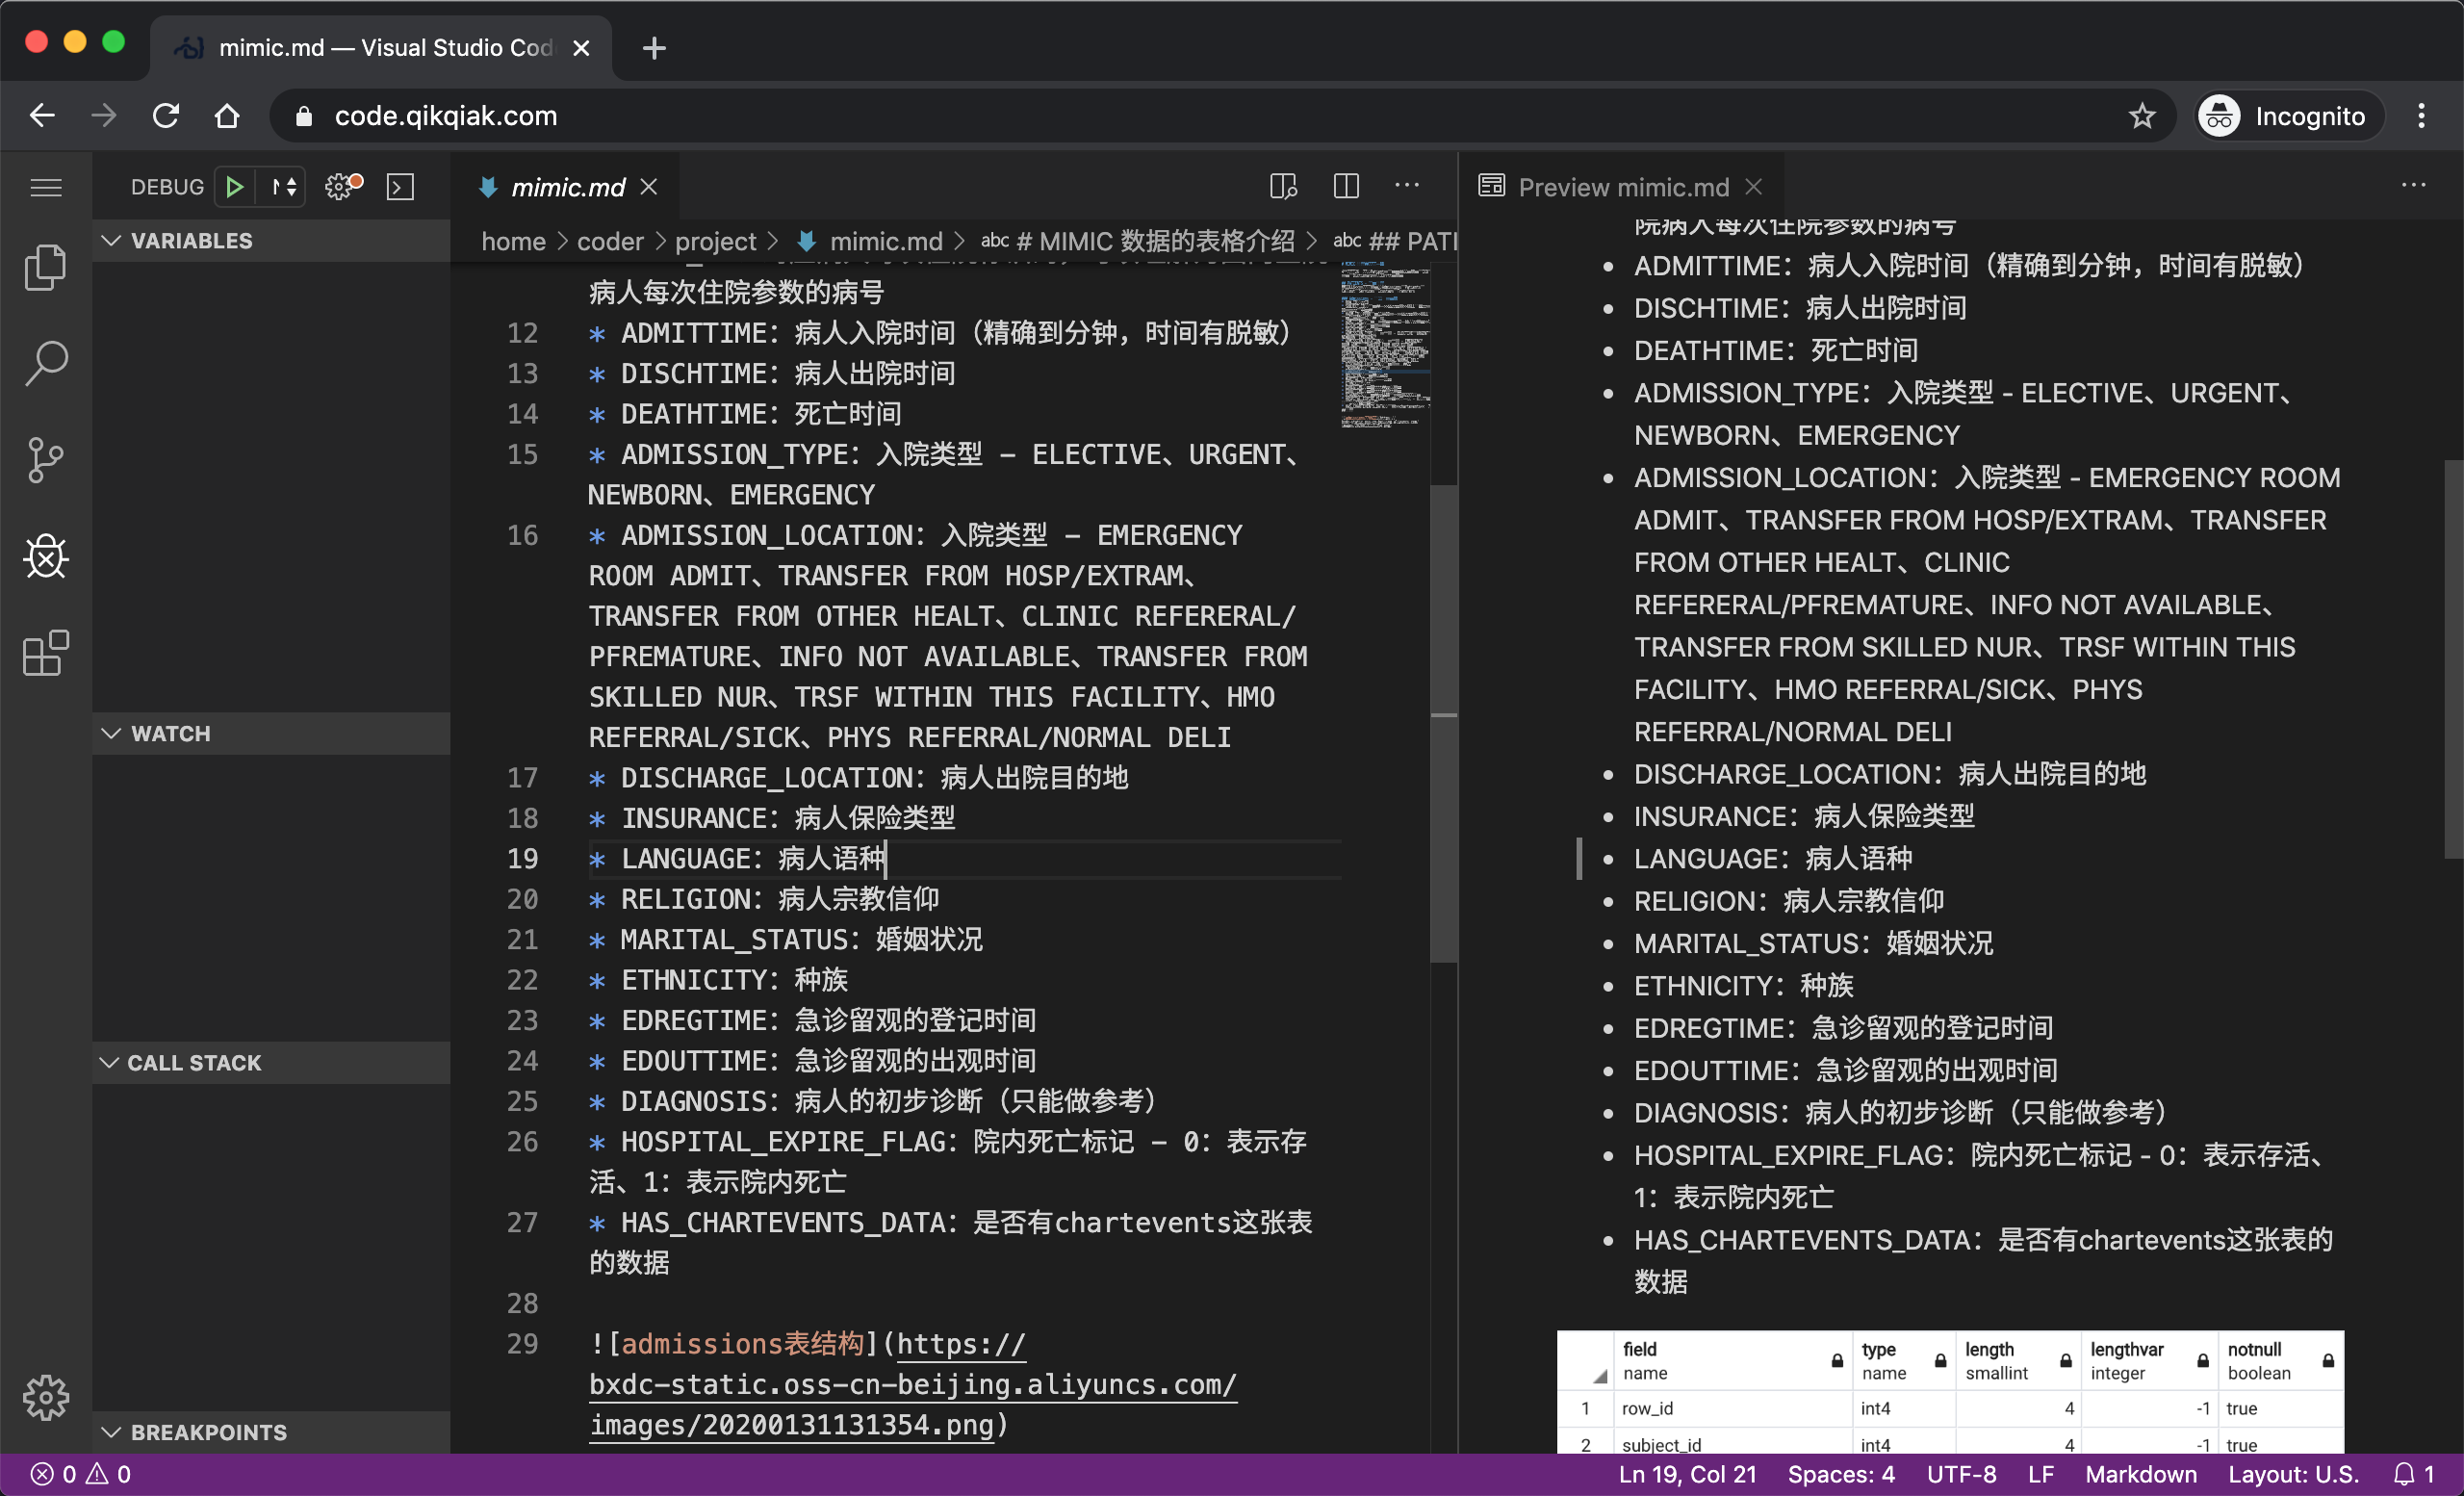 mimic.md — Visual Studio Cod
code.qikqiak.com
Incognito
DEBUG
VARIABLES
WATCH
CALL STACK
BREAKPOINTS
mimic.md
home > coder > project > mimic.md > abc # MIMIC 数据的表格介绍 > abc ## PATI
病人每次住院参数的病号
12 * ADMITTIME：病人入院时间（精确到分钟，时间有脱敏）
13 * DISCHTIME：病人出院时间
14 * DEATHTIME：死亡时间
15 * ADMISSION_TYPE：入院类型 – ELECTIVE、URGENT、
NEWBORN、EMERGENCY
16 * ADMISSION_LOCATION：入院类型 – EMERGENCY
ROOM ADMIT、TRANSFER FROM HOSP/EXTRAM、
TRANSFER FROM OTHER HEALT、CLINIC REFERERAL/
PFREMATURE、INFO NOT AVAILABLE、TRANSFER FROM
SKILLED NUR、TRSF WITHIN THIS FACILITY、HMO
REFERRAL/SICK、PHYS REFERRAL/NORMAL DELI
17 * DISCHARGE_LOCATION：病人出院目的地
18 * INSURANCE：病人保险类型
19 * LANGUAGE：病人语种
20 * RELIGION：病人宗教信仰
21 * MARITAL_STATUS：婚姻状况
22 * ETHNICITY：种族
23 * EDREGTIME：急诊留观的登记时间
24 * EDOUTTIME：急诊留观的出观时间
25 * DIAGNOSIS：病人的初步诊断（只能做参考）
26 * HOSPITAL_EXPIRE_FLAG：院内死亡标记 – 0：表示存
活、1：表示院内死亡
27 * HAS_CHARTEVENTS_DATA：是否有chartevents这张表
的数据
28
29 ![admissions表结构](https://
bxdc-static.oss-cn-beijing.aliyuncs.com/
images/20200131131354.png)
Preview mimic.md
院病人每次住院参数的病号
• ADMITTIME：病人入院时间（精确到分钟，时间有脱敏）
• DISCHTIME：病人出院时间
• DEATHTIME：死亡时间
• ADMISSION_TYPE：入院类型 - ELECTIVE、URGENT、
NEWBORN、EMERGENCY
• ADMISSION_LOCATION：入院类型 - EMERGENCY ROOM
ADMIT、TRANSFER FROM HOSP/EXTRAM、TRANSFER
FROM OTHER HEALT、CLINIC
REFERERAL/PFREMATURE、INFO NOT AVAILABLE、
TRANSFER FROM SKILLED NUR、TRSF WITHIN THIS
FACILITY、HMO REFERRAL/SICK、PHYS
REFERRAL/NORMAL DELI
• DISCHARGE_LOCATION：病人出院目的地
• INSURANCE：病人保险类型
• LANGUAGE：病人语种
• RELIGION：病人宗教信仰
• MARITAL_STATUS：婚姻状况
• ETHNICITY：种族
• EDREGTIME：急诊留观的登记时间
• EDOUTTIME：急诊留观的出观时间
• DIAGNOSIS：病人的初步诊断（只能做参考）
• HOSPITAL_EXPIRE_FLAG：院内死亡标记 - 0：表示存活、
1：表示院内死亡
• HAS_CHARTEVENTS_DATA：是否有chartevents这张表的
数据
field type length lengthvar notnull
name name smallint integer boolean
1 row_id int4 4 -1 true
2 subject_id int4 4 -1 true
0 0 Ln 19, Col 21 Spaces: 4 UTF-8 LF Markdown Layout: U.S. 1